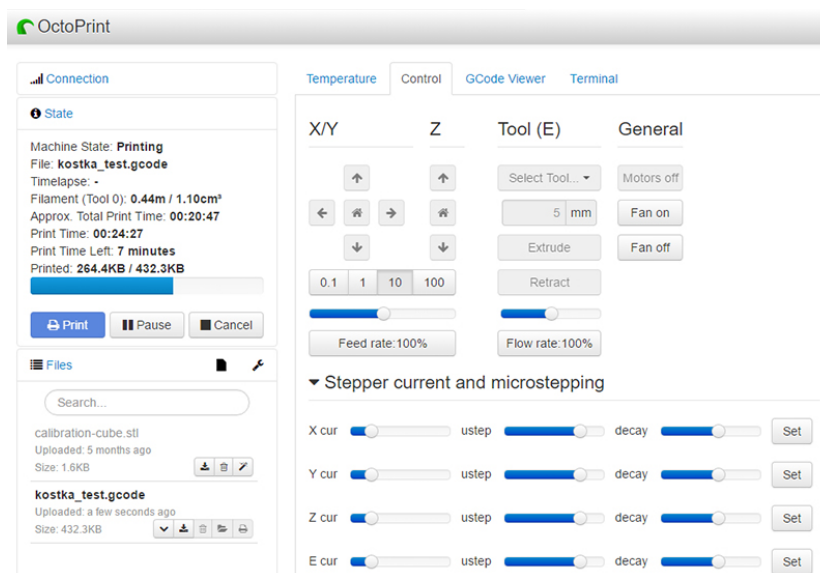 OctoPrint
Connection
State
Machine State: Printing
File: kostka_test.gcode
Timelapse: -
Filament (Tool 0): 0.44m / 1.10cm³
Approx. Total Print Time: 00:20:47
Print Time: 00:24:27
Print Time Left: 7 minutes
Printed: 264.4KB / 432.3KB
Print Pause Cancel
Files
Search...
calibration-cube.stl
Uploaded: 5 months ago
Size: 1.6KB
kostka_test.gcode
Uploaded: a few seconds ago
Size: 432.3KB
Temperature Control GCode Viewer Terminal
X/Y Z Tool (E) General
Select Tool... Motors off
5 mm Fan on
Extrude Fan off
0.1 1 10 100 Retract
Feed rate:100% Flow rate:100%
Stepper current and microstepping
X cur ustep decay Set
Y cur ustep decay Set
Z cur ustep decay Set
E cur ustep decay Set